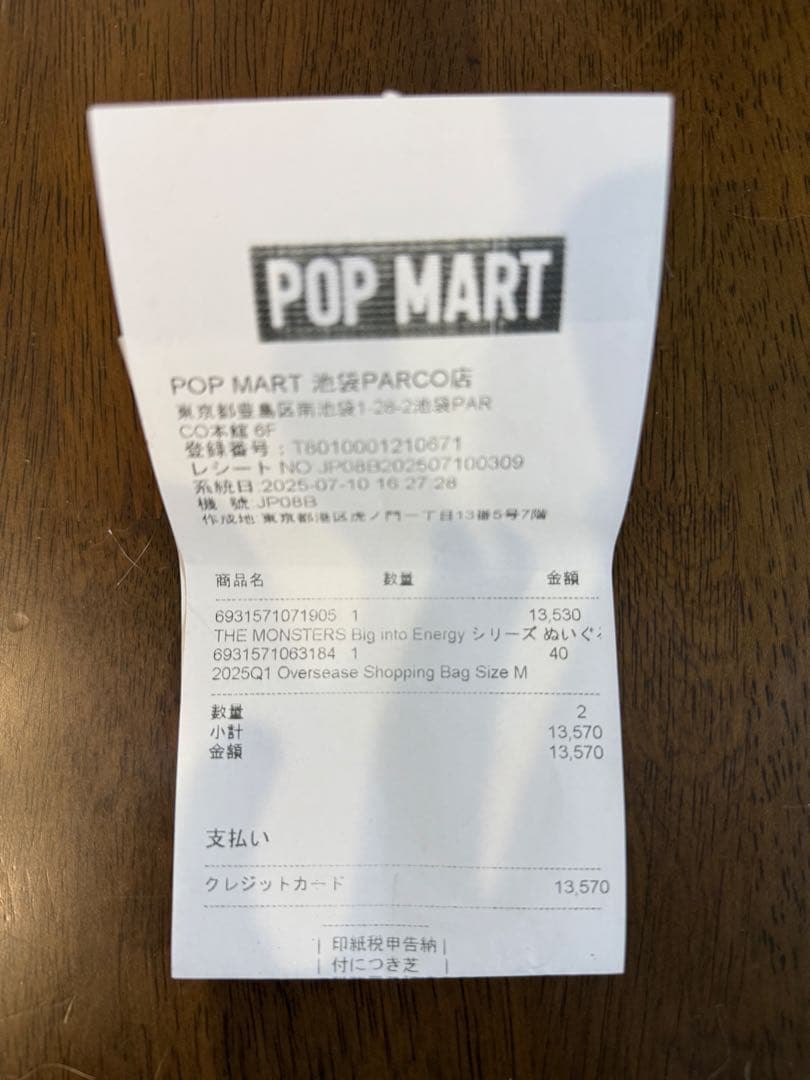 POP MART
POP MART 池袋PARCO店
東京都豊島区南池袋1-28-2池袋PAR
CO本館 6F
登録番号：T8010001210671
レシート NO.JP08B202507100309
系統日:2025-07-10 16:27:28
機 號:JP08B
作成地:東京都港区虎ノ門一丁目13番5号7階
商品名 数量 金額
6931571071905 1 13,530
THE MONSTERS Big into Energy シリーズ ぬいぐ
6931571063184 1 40
2025Q1 Oversease Shopping Bag Size M
数量 2
小計 13,570
金額 13,570
支払い
クレジットカード 13,570
印紙税申告納
付につき芝